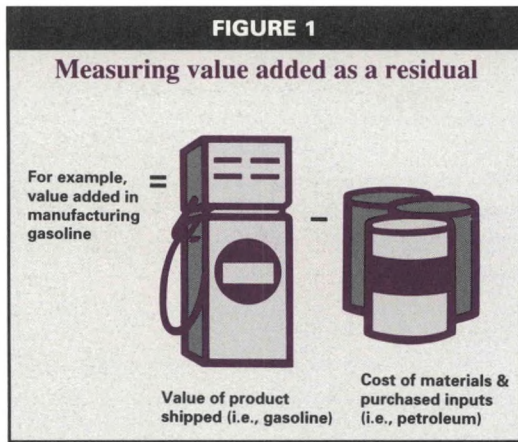 FIGURE 1
Measuring value added as a residual
For example,
value added in
manufacturing
gasoline
=
–
Value of product
shipped (i.e., gasoline)
Cost of materials &
purchased inputs
(i.e., petroleum)